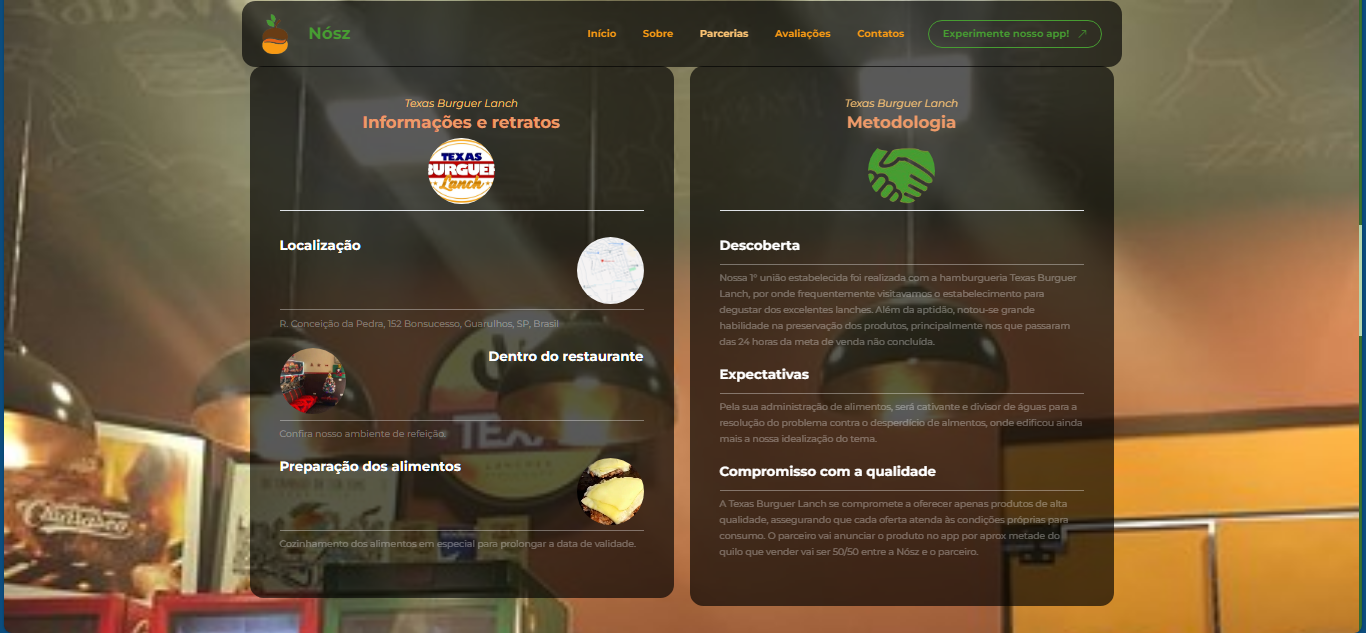 Nósz
Início
Sobre
Parcerias
Avaliações
Contatos
Experimente nosso app!
Texas Burguer Lanch
Informações e retratos
TEXAS
BURGUER
Lanch
Localização
R. Conceição da Pedra, 152 Bonsucesso, Guarulhos, SP, Brasil
Dentro do restaurante
Confira nosso ambiente de refeição.
Preparação dos alimentos
Cozinhamento dos alimentos em especial para prolongar a data de validade.
Texas Burguer Lanch
Metodologia
Descoberta
Nossa 1ª união estabelecida foi realizada com a hamburgueria Texas Burguer
Lanch, por onde frequentemente visitavamos o estabelecimento para
degustar dos excelentes lanches. Além da aptidão, notou-se grande
habilidade na preservação dos produtos, principalmente nos que passaram
das 24 horas da meta de venda não concluída.
Expectativas
Pela sua administração de alimentos, será cativante e divisor de águas para a
resolução do problema contra o desperdício de almentos, onde edificou ainda
mais a nossa idealização do tema.
Compromisso com a qualidade
A Texas Burguer Lanch se compromete a oferecer apenas produtos de alta
qualidade, assegurando que cada oferta atenda às condições próprias para
consumo. O parceiro vai anunciar o produto no app por aprox metade do
quilo que vender vai ser 50/50 entre a Nósz e o parceiro.
Churrasco
TEX